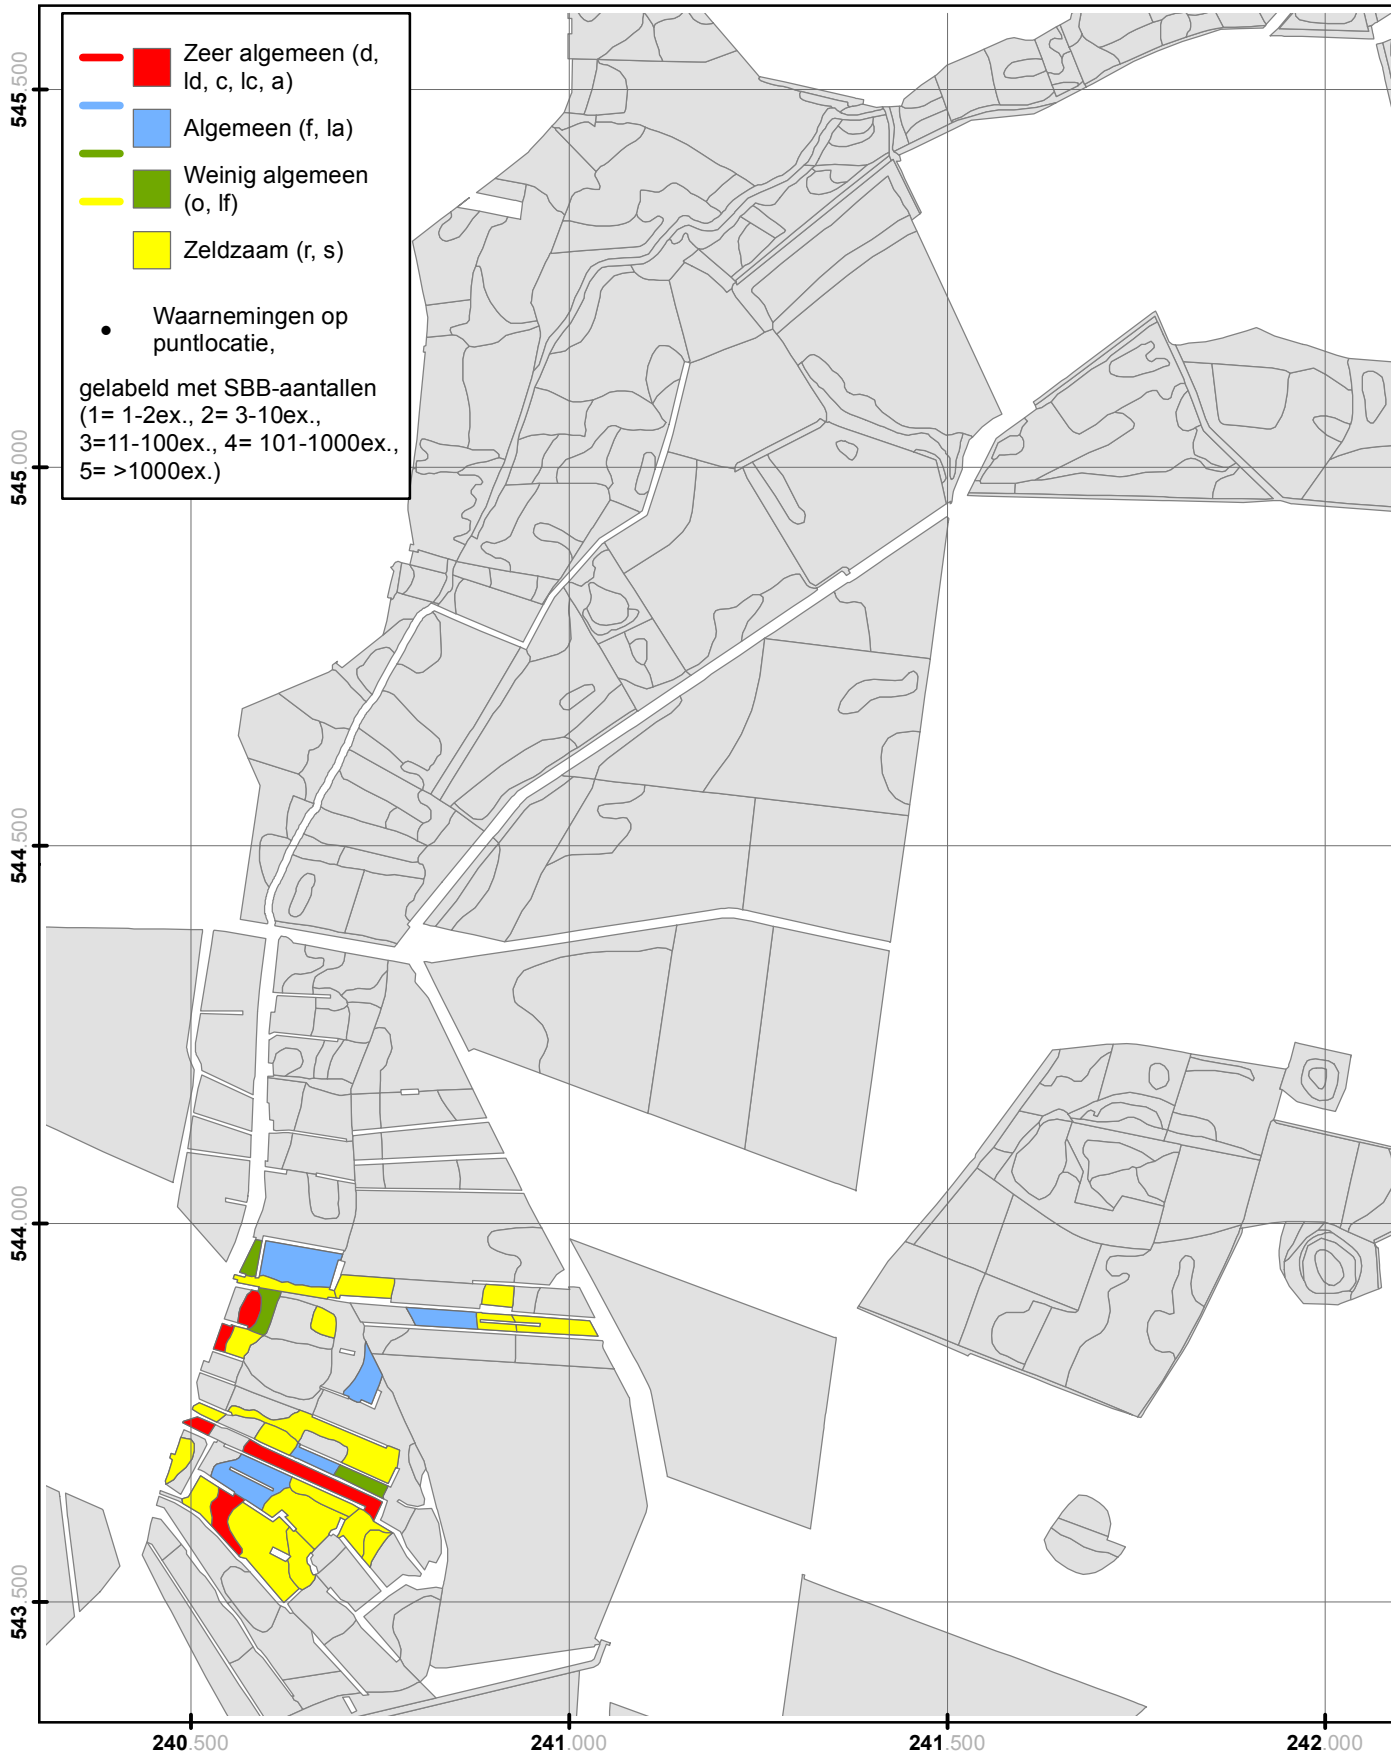 Zeer algemeen (d,
ld, c, lc, a)
Algemeen (f, la)
Weinig algemeen
(o, lf)
Zeldzaam (r, s)
Waarnemingen op
puntlocatie,
gelabeld met SBB-aantallen
(1= 1-2ex., 2= 3-10ex.,
3=11-100ex., 4= 101-1000ex.,
5= >1000ex.)
545.500
545.000
544.500
544.000
543.500
240.500
241.000
241.500
242.000